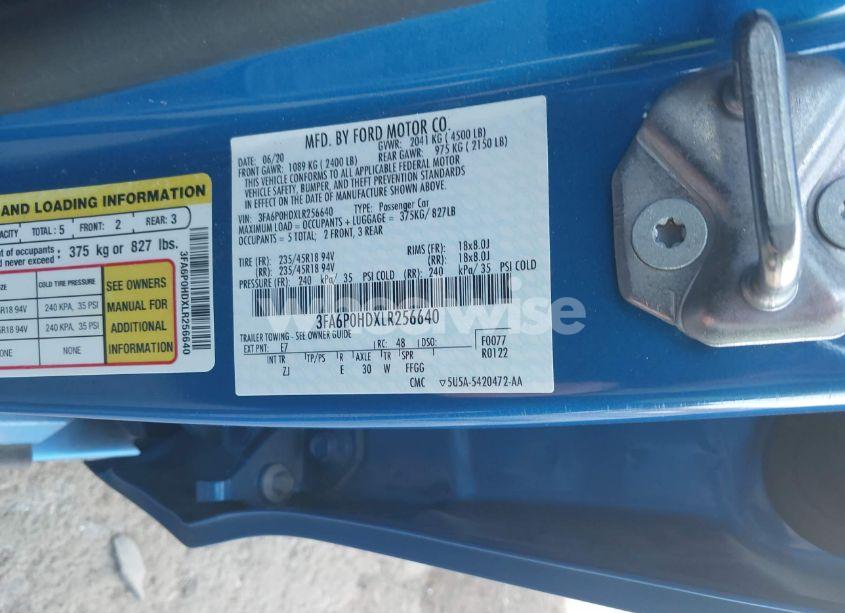 AND LOADING INFORMATION
TOTAL: 5 FRONT: 2 REAR: 3
of occupants
and never exceed : 375 kg or 827 lbs.
COLD TIRE PRESSURE
R18 94V 240 KPA, 35 PSI
R18 94V 240 KPA, 35 PSI
NONE
SEE OWNERS
MANUAL FOR
ADDITIONAL
INFORMATION
3FA6P0HDXLR256640
MFD. BY FORD MOTOR CO.
DATE: 06/20 GVWR: 2041 KG ( 4500 LB)
FRONT GAWR: 1089 KG ( 2400 LB) REAR GAWR: 975 KG ( 2150 LB)
THIS VEHICLE CONFORMS TO ALL APPLICABLE FEDERAL MOTOR
VEHICLE SAFETY, BUMPER, AND THEFT PREVENTION STANDARDS
IN EFFECT ON THE DATE OF MANUFACTURE SHOWN ABOVE.
VIN: 3FA6P0HDXLR256640 TYPE: Passenger Car
MAXIMUM LOAD = OCCUPANTS + LUGGAGE = 375KG/ 827LB
OCCUPANTS = 5 TOTAL; 2 FRONT, 3 REAR
TIRE (FR): 235/45R18 94V RIMS (FR): 18x8.0J
(RR): 235/45R18 94V (RR): 18x8.0J
PRESSURE (FR): 240 kPa/ 35 PSI COLD (RR): 240 kPa/ 35 PSI COLD
3FA6P0HDXLR256640
TRAILER TOWING - SEE OWNER GUIDE
EXT PNT: E7 RC: 48 DSO: F0077
INT TR TP/PS R AXLE TR SPR R0122
ZJ E 30 W FFGG
CMC 5U5A-5420472-AA
wheelwise